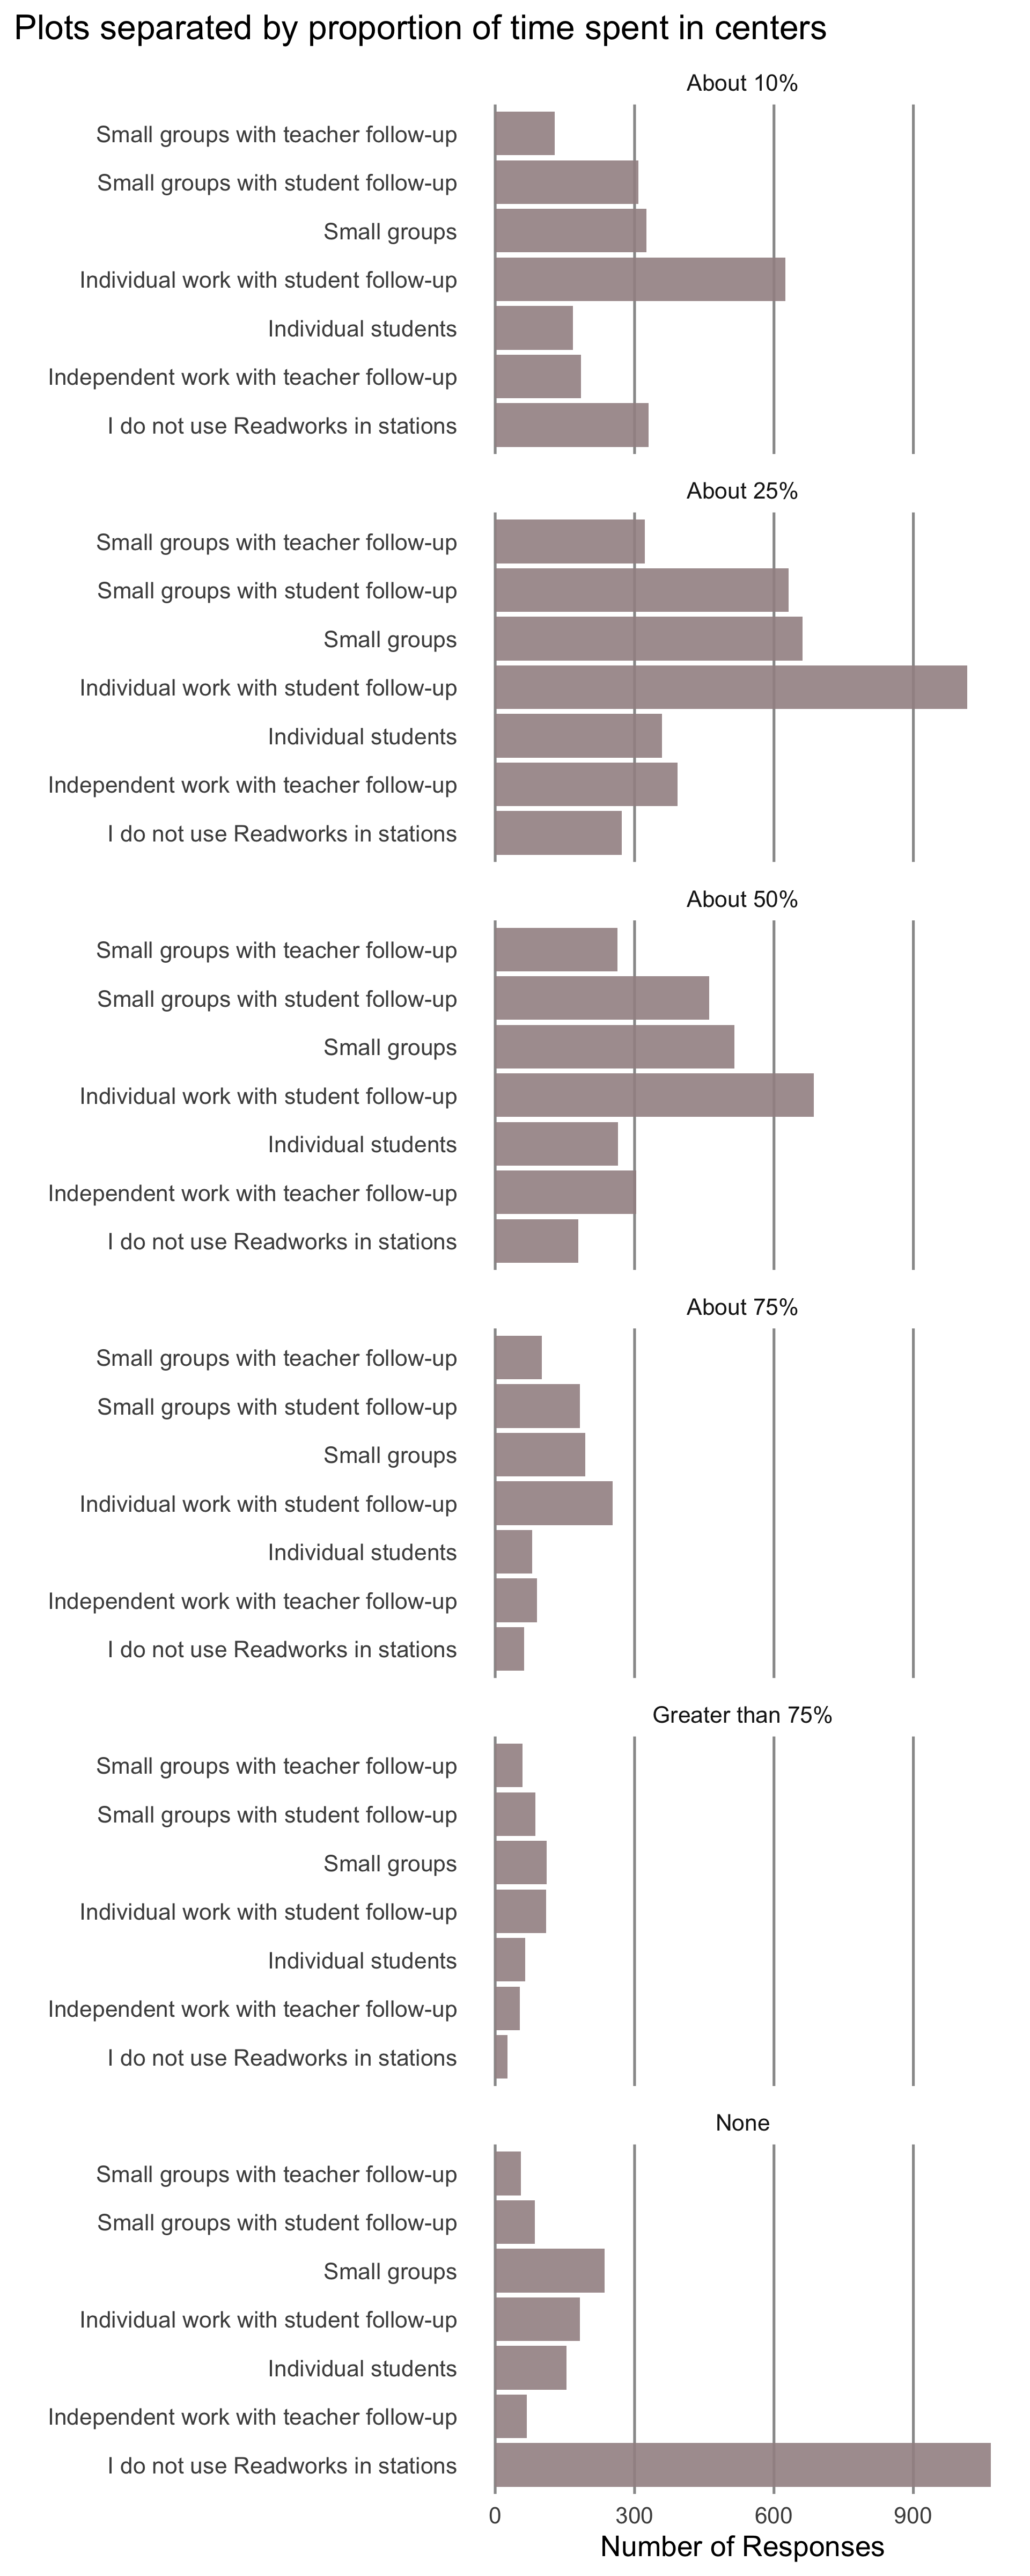 Plots separated by proportion of time spent in centers
About 10%
Small groups with teacher follow-up
Small groups with student follow-up
Small groups
Individual work with student follow-up
Individual students
Independent work with teacher follow-up
I do not use Readworks in stations
About 25%
Small groups with teacher follow-up
Small groups with student follow-up
Small groups
Individual work with student follow-up
Individual students
Independent work with teacher follow-up
I do not use Readworks in stations
About 50%
Small groups with teacher follow-up
Small groups with student follow-up
Small groups
Individual work with student follow-up
Individual students
Independent work with teacher follow-up
I do not use Readworks in stations
About 75%
Small groups with teacher follow-up
Small groups with student follow-up
Small groups
Individual work with student follow-up
Individual students
Independent work with teacher follow-up
I do not use Readworks in stations
Greater than 75%
Small groups with teacher follow-up
Small groups with student follow-up
Small groups
Individual work with student follow-up
Individual students
Independent work with teacher follow-up
I do not use Readworks in stations
None
Small groups with teacher follow-up
Small groups with student follow-up
Small groups
Individual work with student follow-up
Individual students
Independent work with teacher follow-up
I do not use Readworks in stations
0 300 600 900
Number of Responses